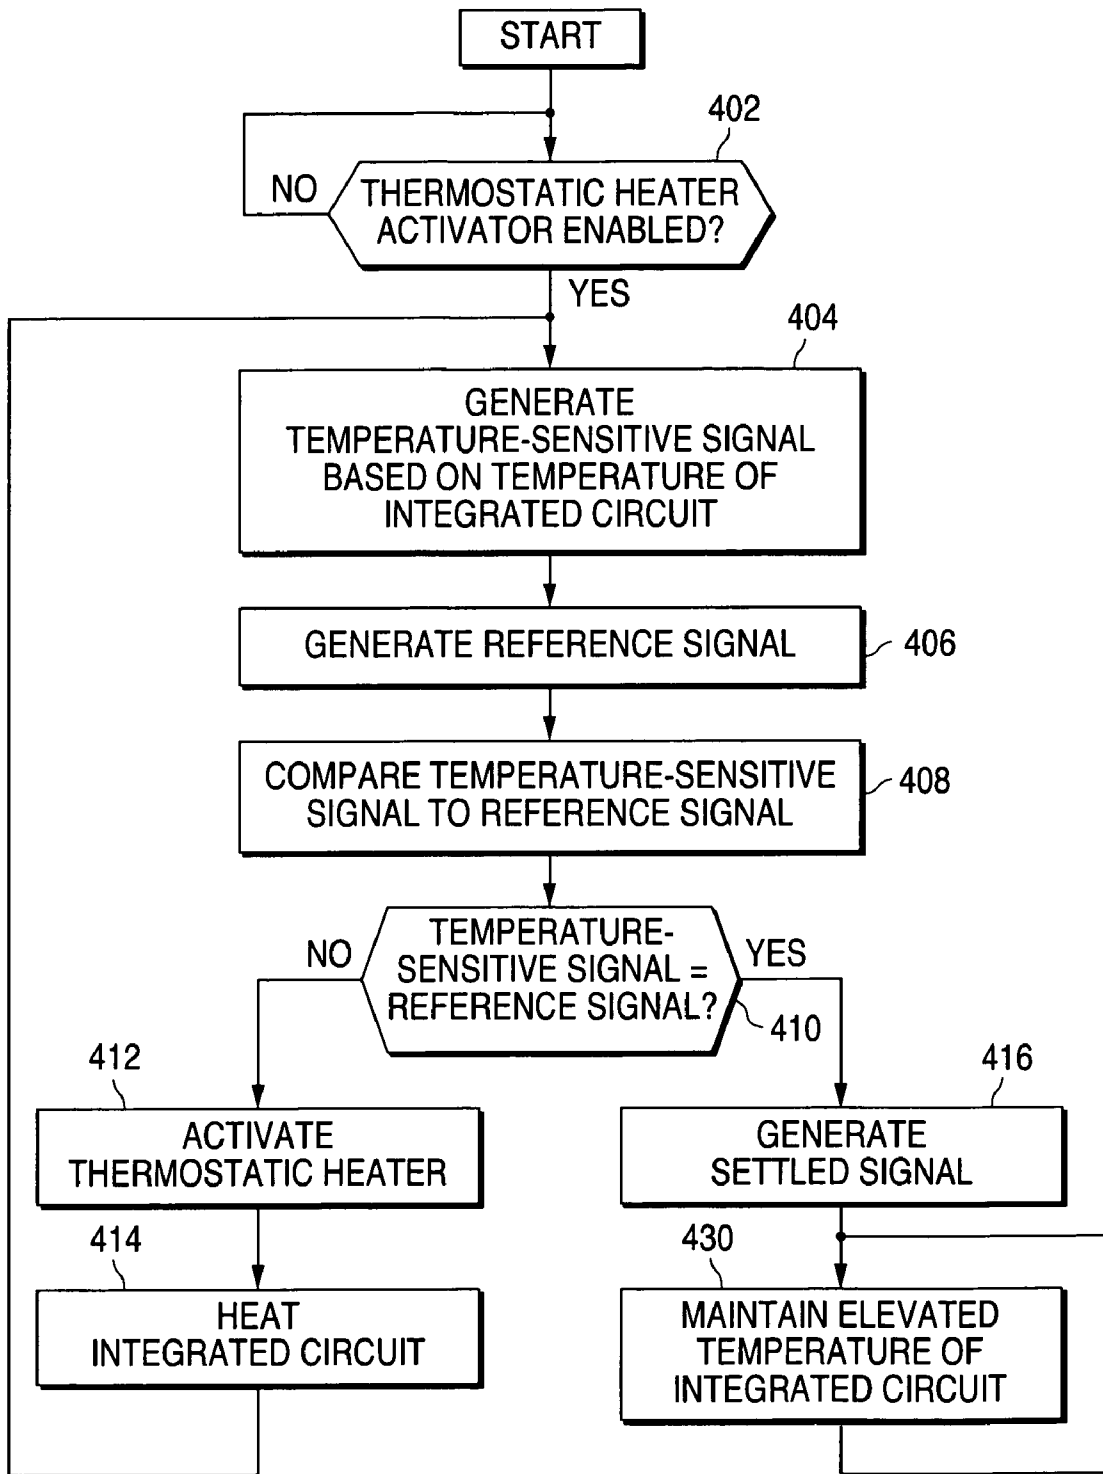 START
402
NO
THERMOSTATIC HEATER
ACTIVATOR ENABLED?
YES
404
GENERATE
TEMPERATURE-SENSITIVE SIGNAL
BASED ON TEMPERATURE OF
INTEGRATED CIRCUIT
GENERATE REFERENCE SIGNAL
406
COMPARE TEMPERATURE-SENSITIVE
SIGNAL TO REFERENCE SIGNAL
408
NO
TEMPERATURE-
SENSITIVE SIGNAL =
REFERENCE SIGNAL?
YES
410
412
ACTIVATE
THERMOSTATIC HEATER
416
GENERATE
SETTLED SIGNAL
414
HEAT
INTEGRATED CIRCUIT
430
MAINTAIN ELEVATED
TEMPERATURE OF
INTEGRATED CIRCUIT